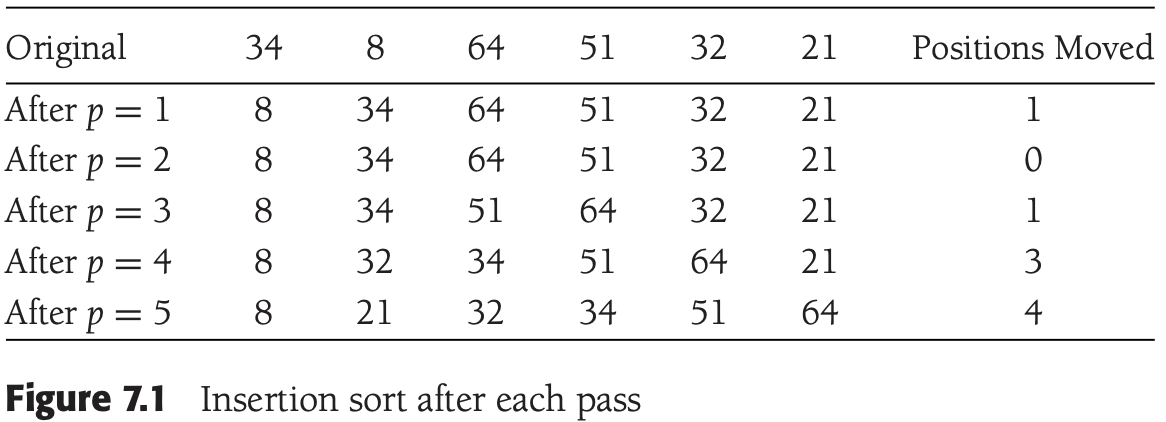 Original 34 8 64 51 32 21 Positions Moved
After p = 1 8 34 64 51 32 21 1
After p = 2 8 34 64 51 32 21 0
After p = 3 8 34 51 64 32 21 1
After p = 4 8 32 34 51 64 21 3
After p = 5 8 21 32 34 51 64 4
Figure 7.1 Insertion sort after each pass